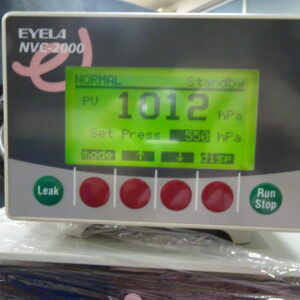 EYELA
NVC-2000
NORMAL Standby
PV 1012 hPa
Set Press 550 hPa
mode ↑ ↓ disp
Leak
Run
Stop